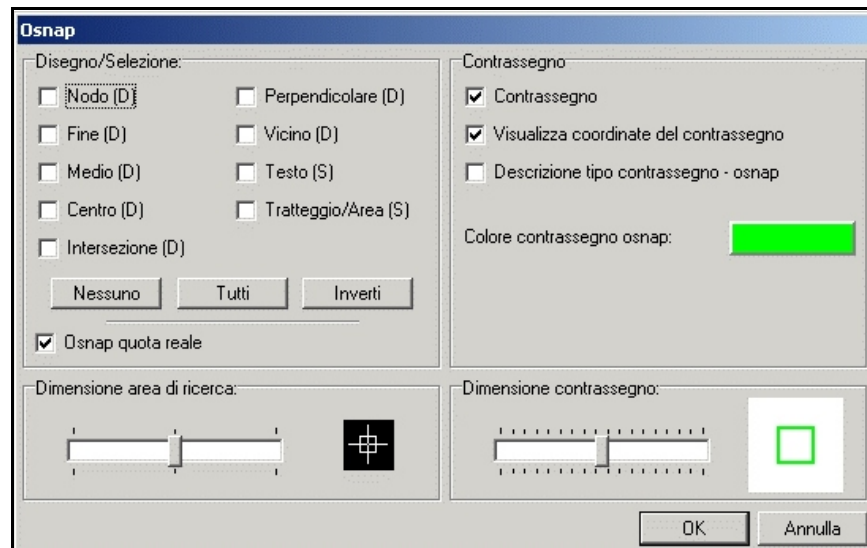 Osnap
Disegno/Selezione:
Nodo (D)
Perpendicolare (D)
Fine (D)
Vicino (D)
Medio (D)
Testo (S)
Centro (D)
Tratteggio/Area (S)
Intersezione (D)
Nessuno
Tutti
Inverti
Osnap quota reale
Contrassegno
Contrassegno
Visualizza coordinate del contrassegno
Descrizione tipo contrassegno - osnap
Colore contrassegno osnap:
Dimensione area di ricerca:
Dimensione contrassegno:
OK
Annulla